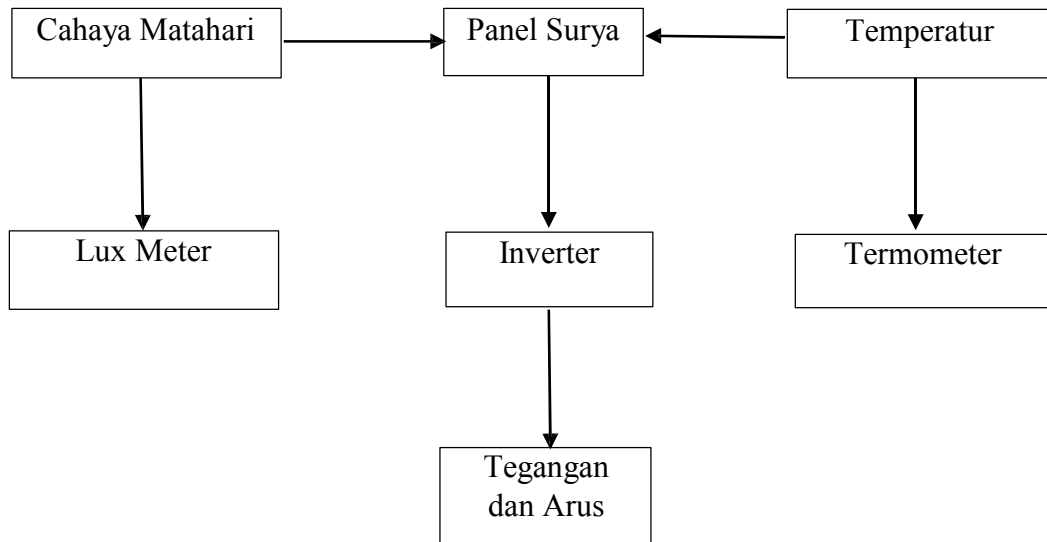 Cahaya Matahari
Panel Surya
Temperatur
Lux Meter
Inverter
Termometer
Tegangan
dan Arus